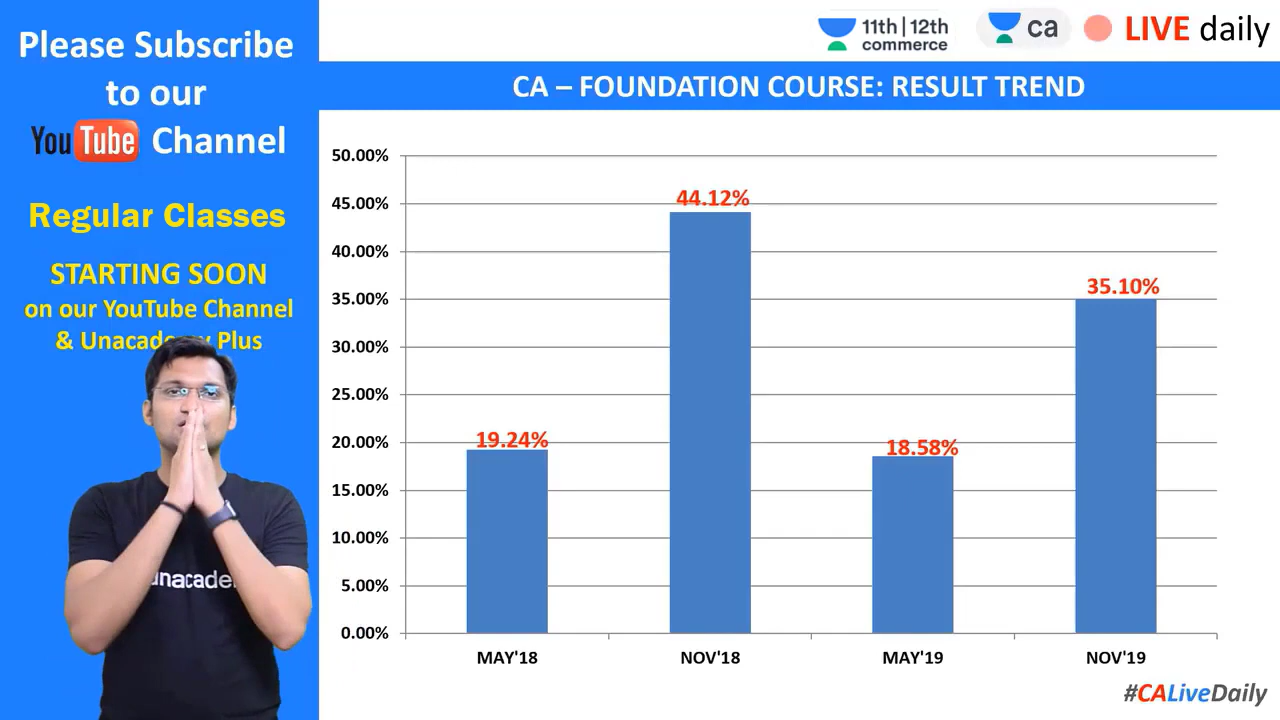 Please Subscribe
to our
YouTube Channel
Regular Classes
STARTING SOON
on our YouTube Channel
& Unacademy Plus
unacade
11th | 12th
commerce
ca
LIVE daily
CA – FOUNDATION COURSE: RESULT TREND
50.00%
45.00%
40.00%
35.00%
30.00%
25.00%
20.00%
15.00%
10.00%
5.00%
0.00%
19.24%
44.12%
18.58%
35.10%
MAY'18
NOV'18
MAY'19
NOV'19
#CALiveDaily